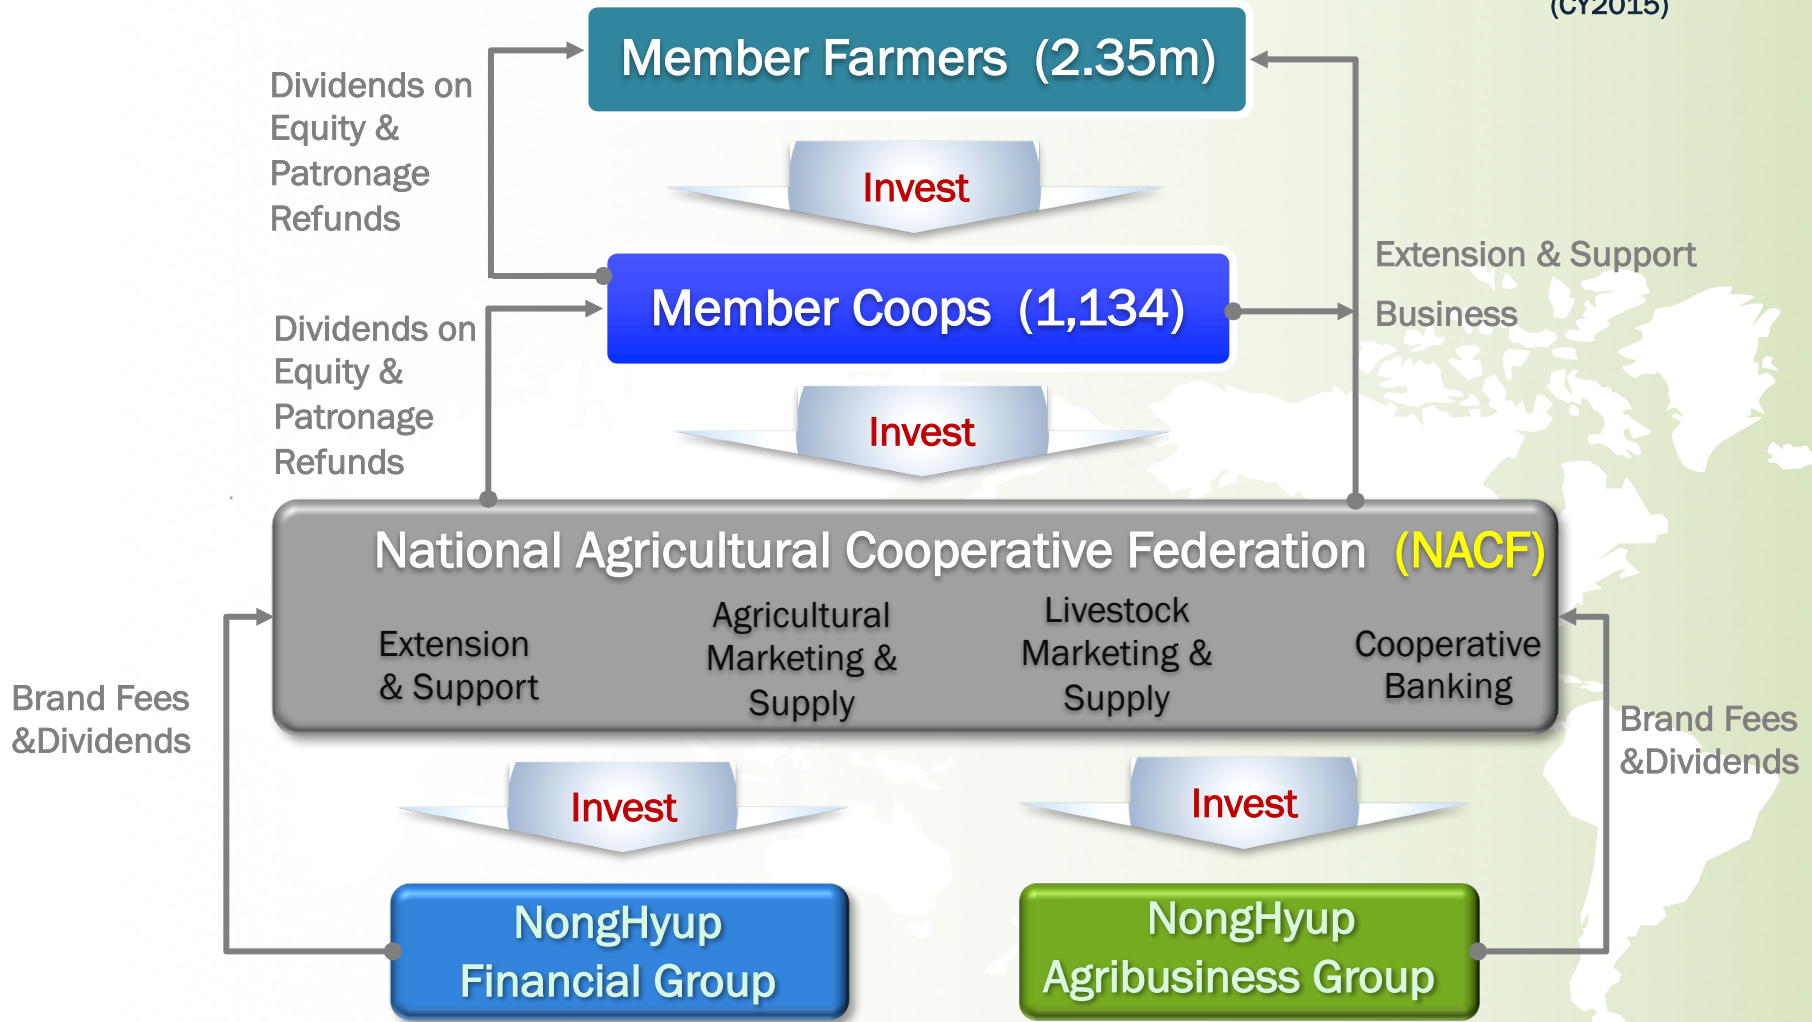 (CY2015)
Member Farmers (2.35m)
Dividends on
Equity &
Patronage
Refunds
Invest
Extension & Support
Business
Member Coops (1,134)
Dividends on
Equity &
Patronage
Refunds
Invest
National Agricultural Cooperative Federation (NACF)
Extension
& Support
Agricultural
Marketing &
Supply
Livestock
Marketing &
Supply
Cooperative
Banking
Brand Fees
&Dividends
Brand Fees
&Dividends
Invest
Invest
NongHyup
Financial Group
NongHyup
Agribusiness Group